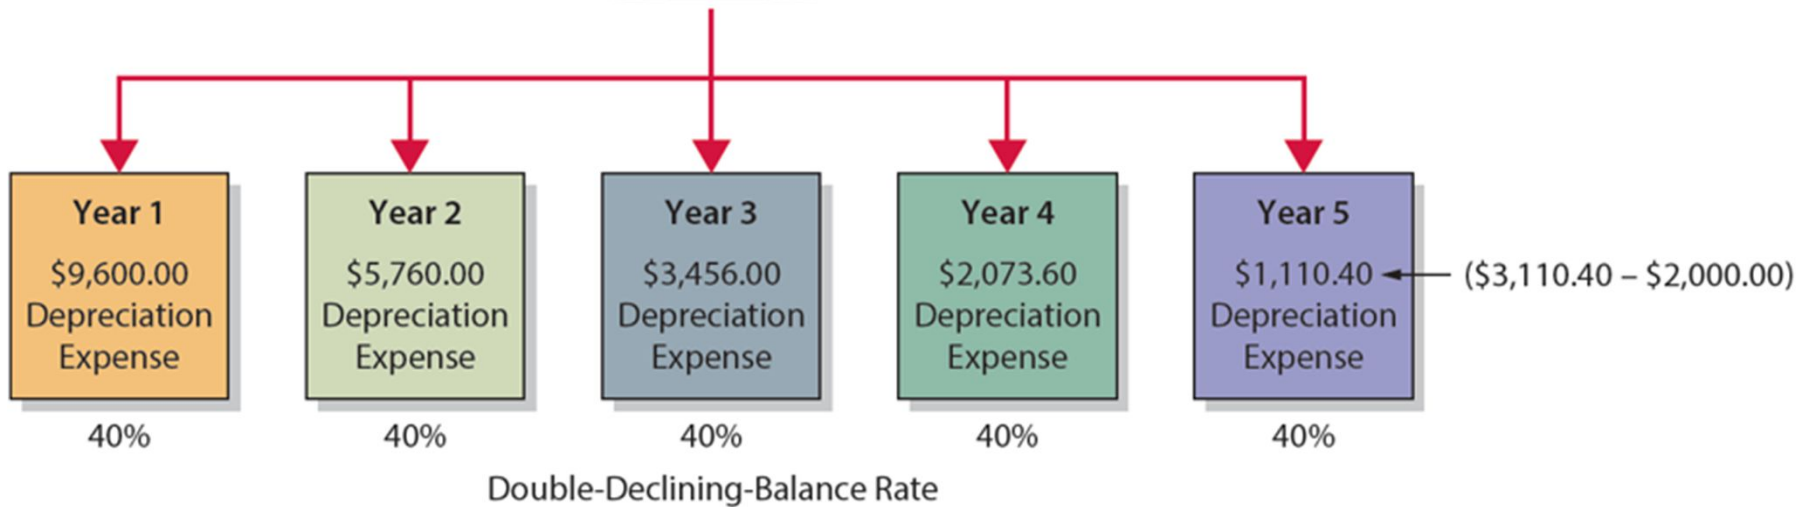 Year 1
$9,600.00
Depreciation
Expense
40%
Year 2
$5,760.00
Depreciation
Expense
40%
Year 3
$3,456.00
Depreciation
Expense
40%
Year 4
$2,073.60
Depreciation
Expense
40%
Year 5
$1,110.40
Depreciation
Expense
40%
($3,110.40 – $2,000.00)
Double-Declining-Balance Rate